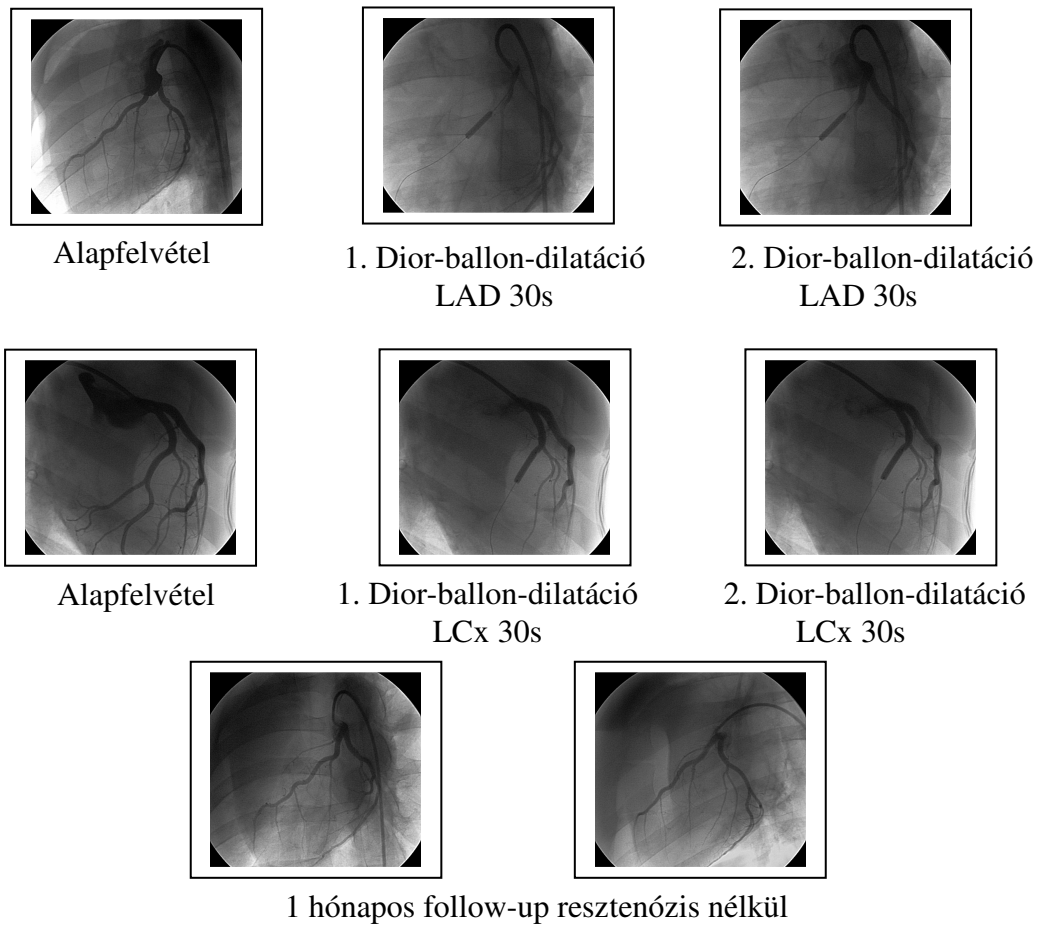 Alapfelvétel
1. Dior-ballon-dilatáció
LAD 30s
2. Dior-ballon-dilatáció
LAD 30s
Alapfelvétel
1. Dior-ballon-dilatáció
LCx 30s
2. Dior-ballon-dilatáció
LCx 30s
1 hónapos follow-up resztenózis nélkül